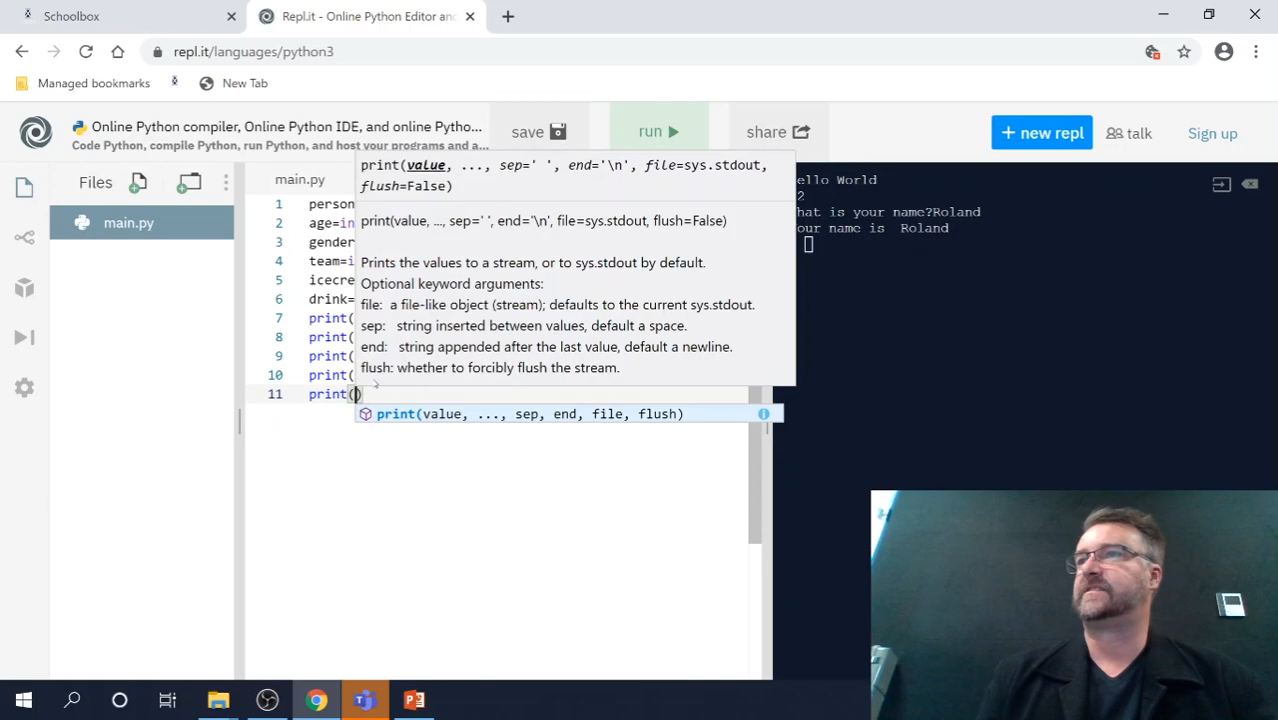 Schoolbox
Repl.it - Online Python Editor and
repl.it/languages/python3
Managed bookmarks
New Tab
Online Python compiler, Online Python IDE, and online Pytho...
Code Python, compile Python, run Python, and host your programs and a...
save
run
share
+ new repl
talk
Sign up
Files
main.py
main.py
1 person
2 age=in
3 gender
4 team=i
5 icecre
6 drink=
7 print(
8 print(
9 print(
10 print(
11 print()
print(value, ..., sep=' ', end='\n', file=sys.stdout,
flush=False)
print(value, ..., sep=' ', end='\n', file=sys.stdout, flush=False)
Prints the values to a stream, or to sys.stdout by default.
Optional keyword arguments:
file: a file-like object (stream); defaults to the current sys.stdout.
sep: string inserted between values, default a space.
end: string appended after the last value, default a newline.
flush: whether to forcibly flush the stream.
print(value, ..., sep, end, file, flush)
ello World
2
hat is your name?Roland
our name is Roland